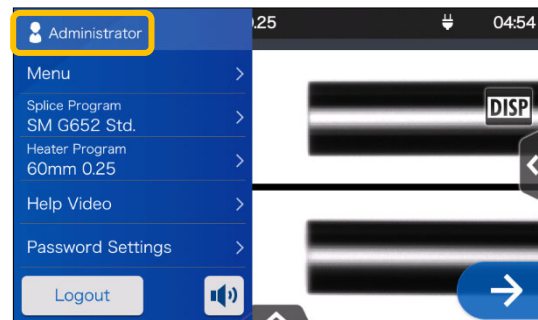 Administrator
.25
04:54
Menu
Splice Program
SM G652 Std.
DISP
Heater Program
60mm 0.25
Help Video
Password Settings
Logout